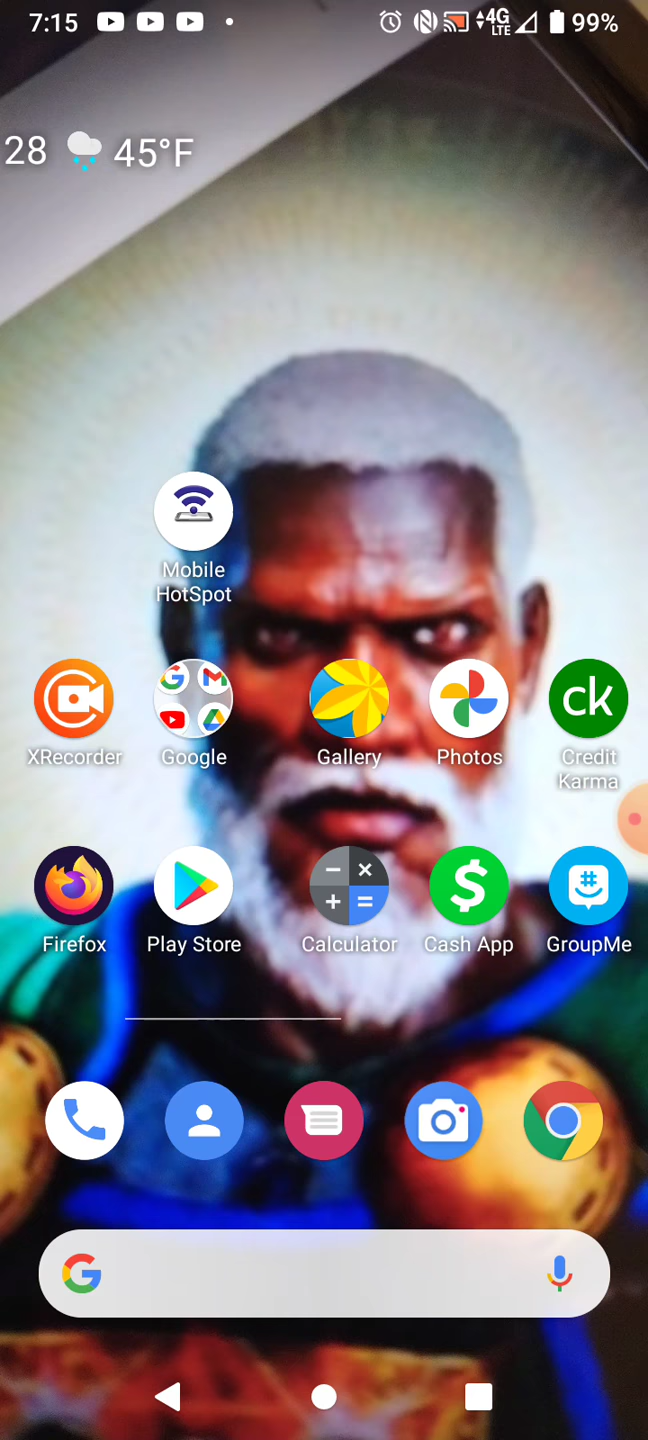 7:15 4G LTE 99%
28 45°F
Mobile
HotSpot
ck
XRecorder Google Gallery Photos Credit
Karma
Firefox Play Store Calculator Cash App GroupMe